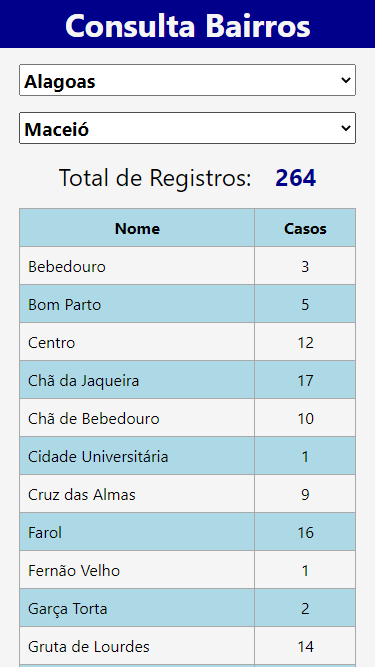 Consulta Bairros
Alagoas
Maceió
Total de Registros: 264
Nome Casos
Bebedouro 3
Bom Parto 5
Centro 12
Chã da Jaqueira 17
Chã de Bebedouro 10
Cidade Universitária 1
Cruz das Almas 9
Farol 16
Fernão Velho 1
Garça Torta 2
Gruta de Lourdes 14